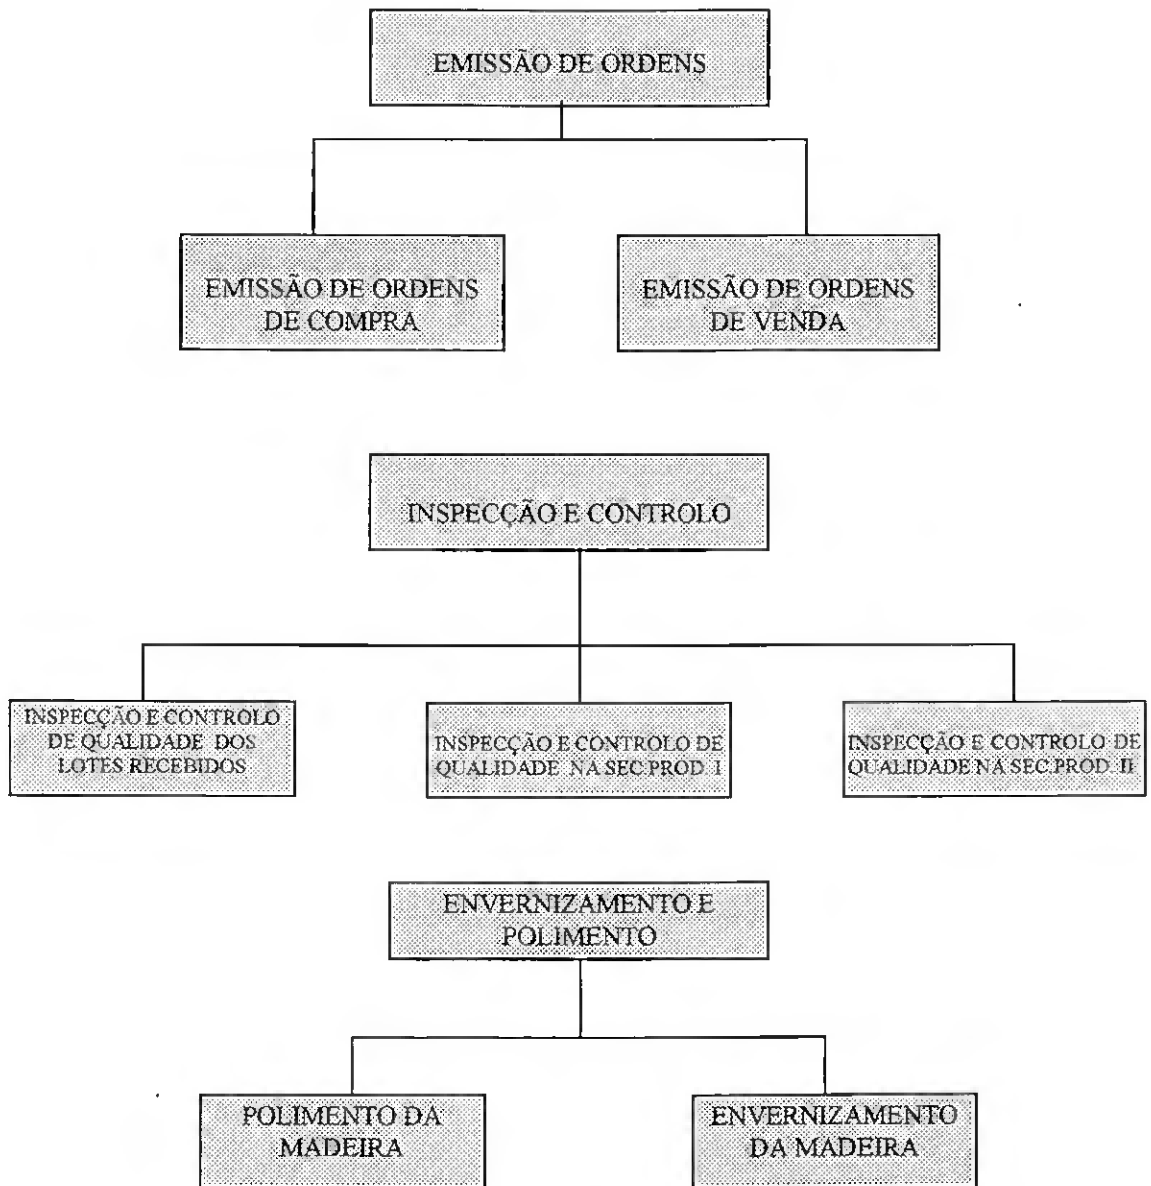 EMISSÃO DE ORDENS
EMISSÃO DE ORDENS
DE COMPRA
EMISSÃO DE ORDENS
DE VENDA
INSPECÇÃO E CONTROLO
INSPECÇÃO E CONTROLO
DE QUALIDADE DOS
LOTES RECEBIDOS
INSPECÇÃO E CONTROLO DE
QUALIDADE NA SEC.PROD. I
INSPECÇÃO E CONTROLO DE
QUALIDADE NA SEC.PROD. II
ENVERNIZAMENTO E
POLIMENTO
POLIMENTO DA
MADEIRA
ENVERNIZAMENTO
DA MADEIRA